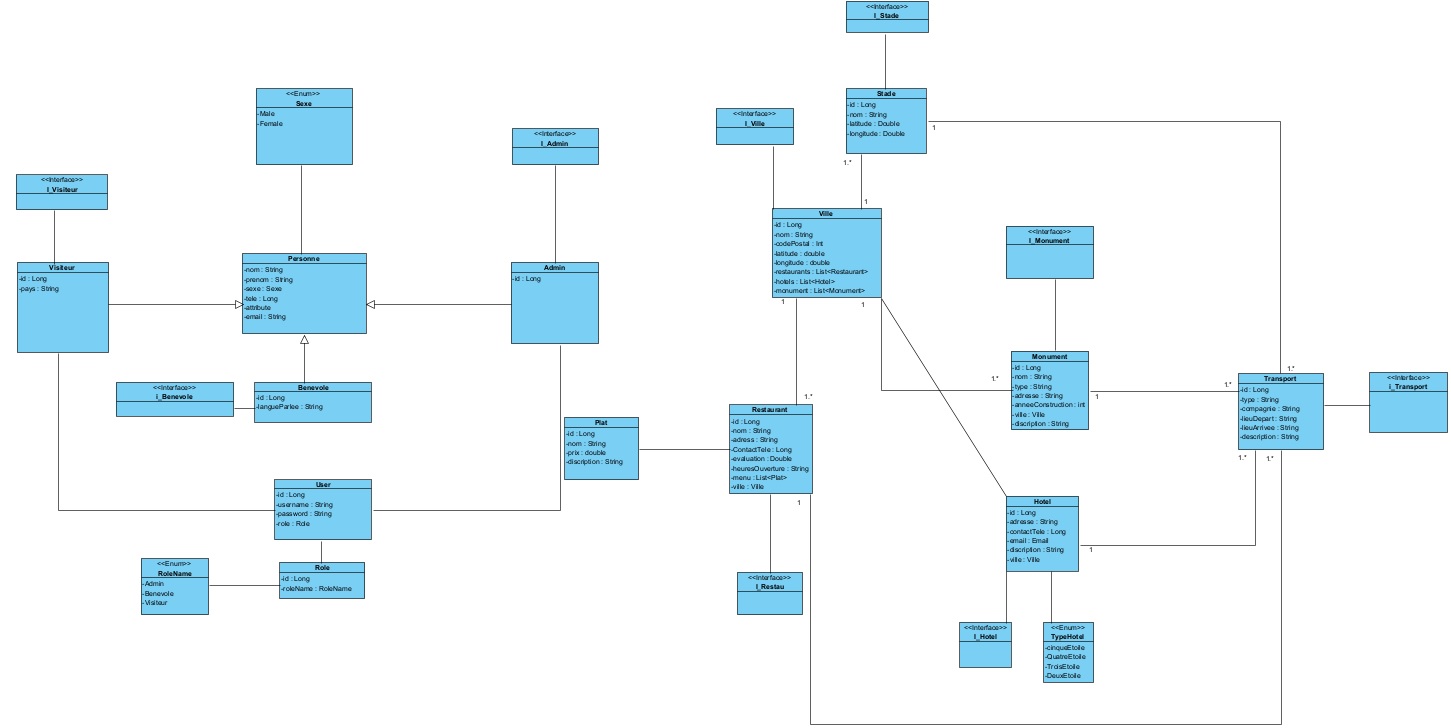 <<Interface>>
I_Stade
Stade
-id : Long
-nom : String
-latitude : Double
-longitude : Double
1
1.*
1
<<Enum>>
Sexe
-Male
-Female
<<Interface>>
I_Ville
<<Interface>>
I_Admin
<<Interface>>
I_Visiteur
Ville
-id : Long
-nom : String
-codePostal : Int
-latitude : double
-longitude : double
-restaurants : List<Restaurant>
-hotels : List<Hotel>
-monument : List<Monument>
1
1
<<Interface>>
I_Monument
Personne
-nom : String
-prenom : String
-sexe : Sexe
-tele : Long
-attribute
-email : String
Visiteur
-id : Long
-pays : String
Admin
-id : Long
Monument
-id : Long
-nom : String
-type : String
-adresse : String
-anneeConstruction : int
-ville : Ville
-discription : String
1.*
1
1.*
1.*
Transport
-id : Long
-type : String
-compagnie : String
-lieuDepart : String
-lieuArrivee : String
-description : String
1.*
1.*
<<Interface>>
i_Transport
<<Interface>>
i_Benevole
Benevole
-id : Long
-langueParlee : String
1.*
Restaurant
-id : Long
-nom : String
-adress : String
-ContactTele : Long
-evaluation : Double
-heuresOuverture : String
-menu : List<Plat>
-ville : Ville
1
Plat
-id : Long
-nom : String
-prix : double
-discription : String
User
-id : Long
-username : String
-password : String
-role : Role
Hotel
-id : Long
-adresse : String
-contactTele : Long
-email : Email
-discription : String
-ville : Ville
1
<<Enum>>
RoleName
-Admin
-Benevole
-Visiteur
Role
-id : Long
-roleName : RoleName
<<Interface>>
I_Restau
<<Interface>>
I_Hotel
<<Enum>>
TypeHotel
-cinqueEtoile
-QuatreEtoile
-TroisEtoile
-DeuxEtoile